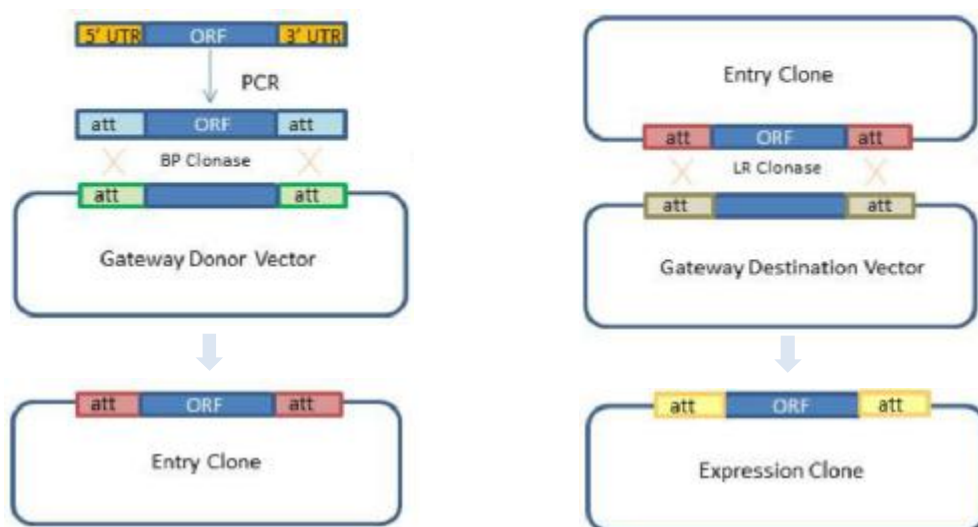 5' UTR ORF 3' UTR
PCR
att ORF att
BP Clonase
att att
Gateway Donor Vector
att ORF att
Entry Clone
Entry Clone
att ORF att
LR Clonase
att att
Gateway Destination Vector
att ORF att
Expression Clone